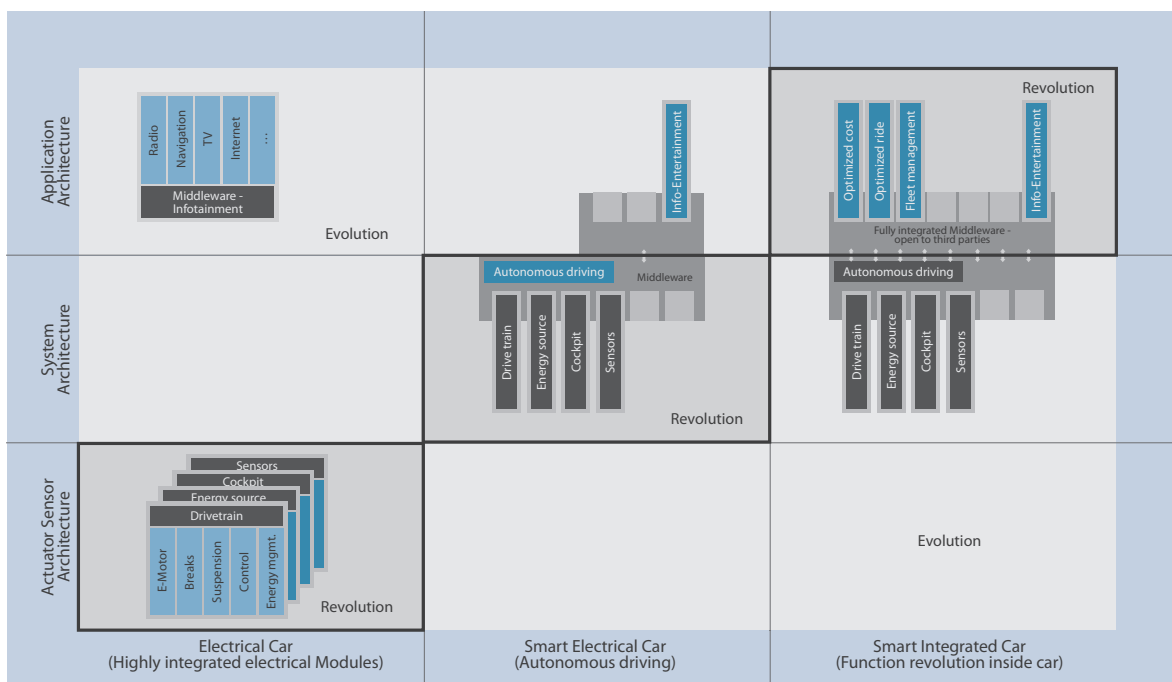 Application
Architecture
Radio
Navigation
TV
Internet
...
Middleware -
Infotainment
Evolution
Info-Entertainment
Revolution
Optimized cost
Optimized ride
Fleet management
Info-Entertainment
Fully integrated Middleware -
open to third parties
System
Architecture
Autonomous driving
Middleware
Drive train
Energy source
Cockpit
Sensors
Revolution
Autonomous driving
Drive train
Energy source
Cockpit
Sensors
Actuator Sensor
Architecture
Sensors
Cockpit
Energy source
Drivetrain
E-Motor
Breaks
Suspension
Control
Energy mgmt.
Revolution
Evolution
Electrical Car
(Highly integrated electrical Modules)
Smart Electrical Car
(Autonomous driving)
Smart Integrated Car
(Function revolution inside car)